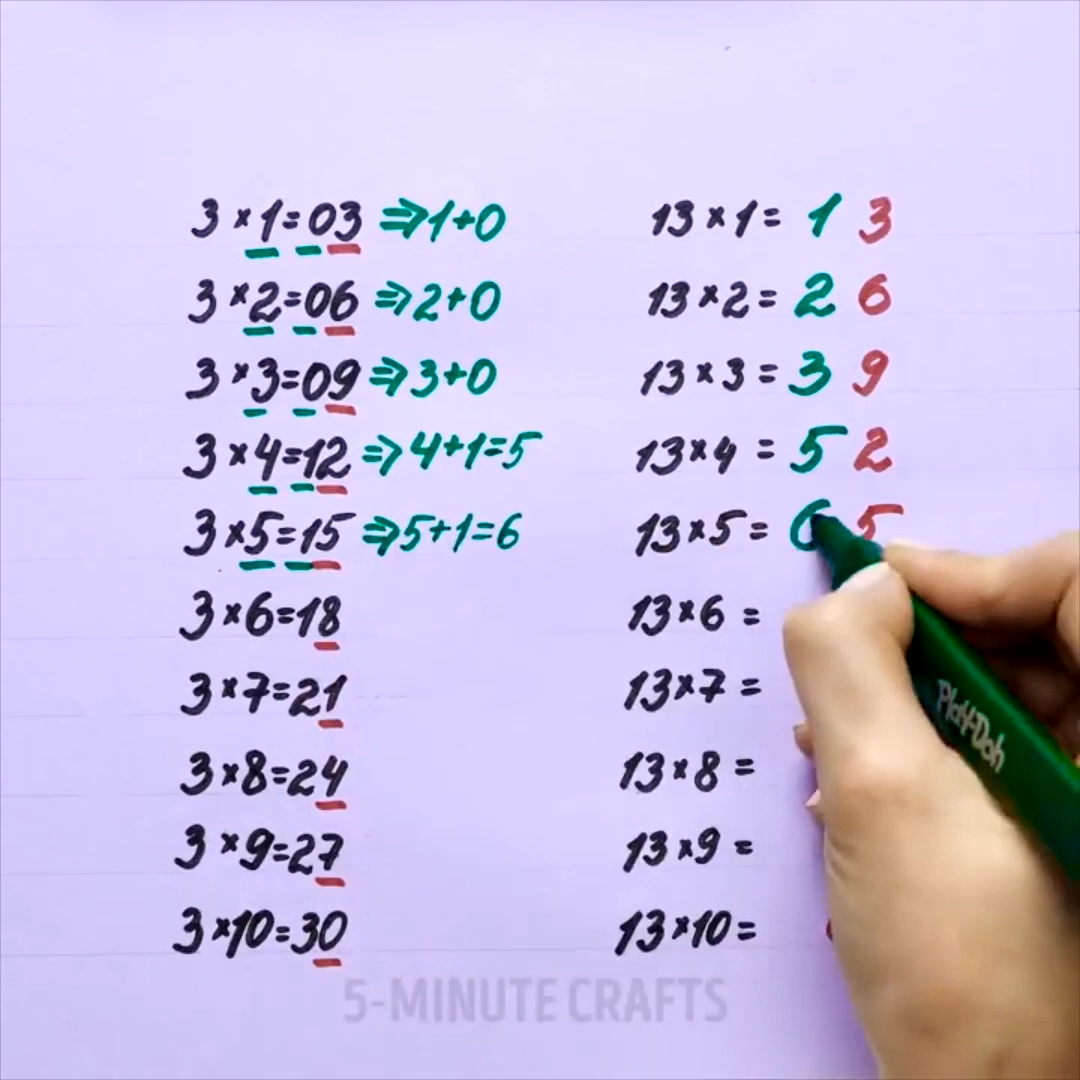 3×1=03 ⇒1+0 13×1= 1 3
3×2=06 ⇒2+0 13×2= 2 6
3×3=09 ⇒3+0 13×3= 3 9
3×4=12 ⇒4+1=5 13×4= 5 2
3×5=15 ⇒5+1=6 13×5= 6 5
3×6=18 13×6=
3×7=21 13×7=
3×8=24 13×8=
Play-Doh
3×9=27 13×9=
3×10=30 13×10=
5-MINUTE CRAFTS